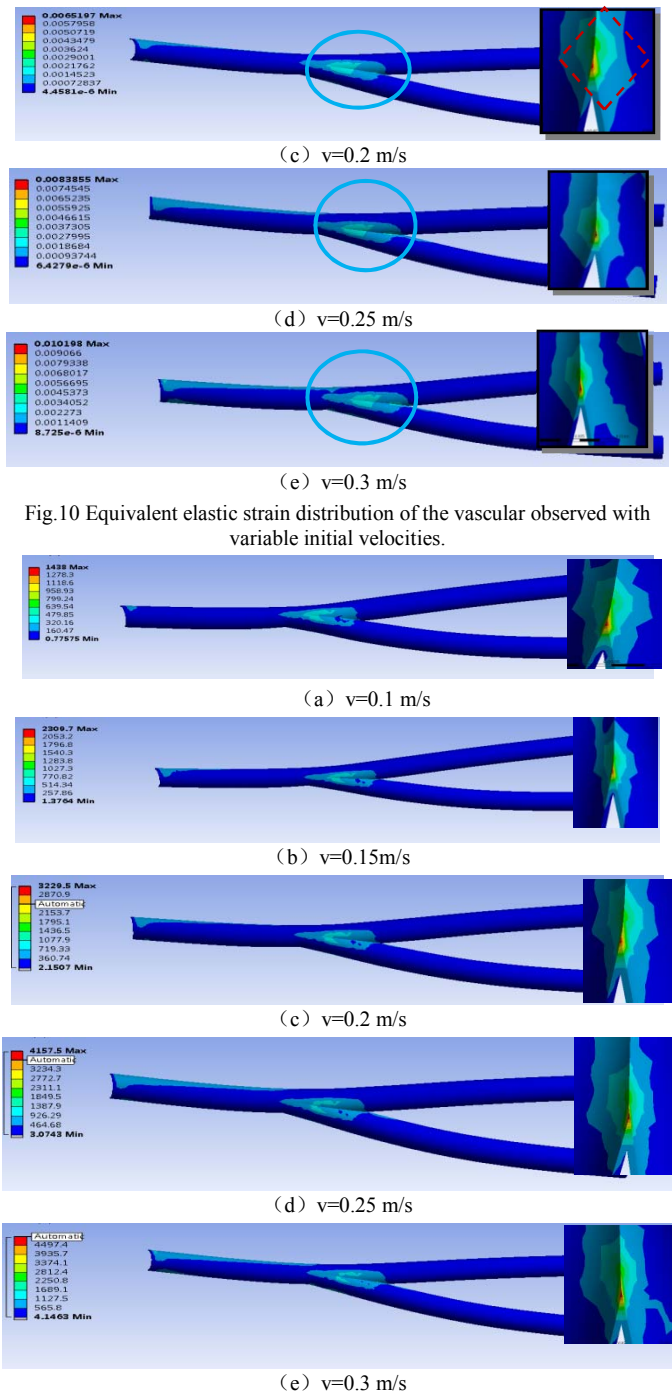 0.0065197 Max
0.0057958
0.0050719
0.0043479
0.003624
0.0029001
0.0021762
0.0014523
0.00072837
4.4581e-6 Min
（c）v=0.2 m/s
0.0083855 Max
0.0074545
0.0065235
0.0055925
0.0046615
0.0037305
0.0027995
0.0018684
0.00093744
6.4279e-6 Min
（d）v=0.25 m/s
0.010198 Max
0.009066
0.0079338
0.0068017
0.0056695
0.0045373
0.0034052
0.002273
0.0011409
8.725e-6 Min
（e）v=0.3 m/s
Fig.10 Equivalent elastic strain distribution of the vascular observed with
variable initial velocities.
1438 Max
1278.3
1118.6
958.93
799.24
639.54
479.85
320.16
160.47
0.77575 Min
（a）v=0.1 m/s
2309.7 Max
2053.2
1796.8
1540.3
1283.8
1027.3
770.82
514.34
257.86
1.3764 Min
（b）v=0.15m/s
3229.5 Max
2870.9
Automatic
2153.7
1795.1
1436.5
1077.9
719.33
360.74
2.1507 Min
（c）v=0.2 m/s
4157.5 Max
Automatic
3234.3
2772.7
2311.1
1849.5
1387.9
926.29
464.68
3.0743 Min
（d）v=0.25 m/s
Automatic
4497.4
3935.7
3374.1
2812.4
2250.8
1689.1
1127.5
565.8
4.1463 Min
（e）v=0.3 m/s